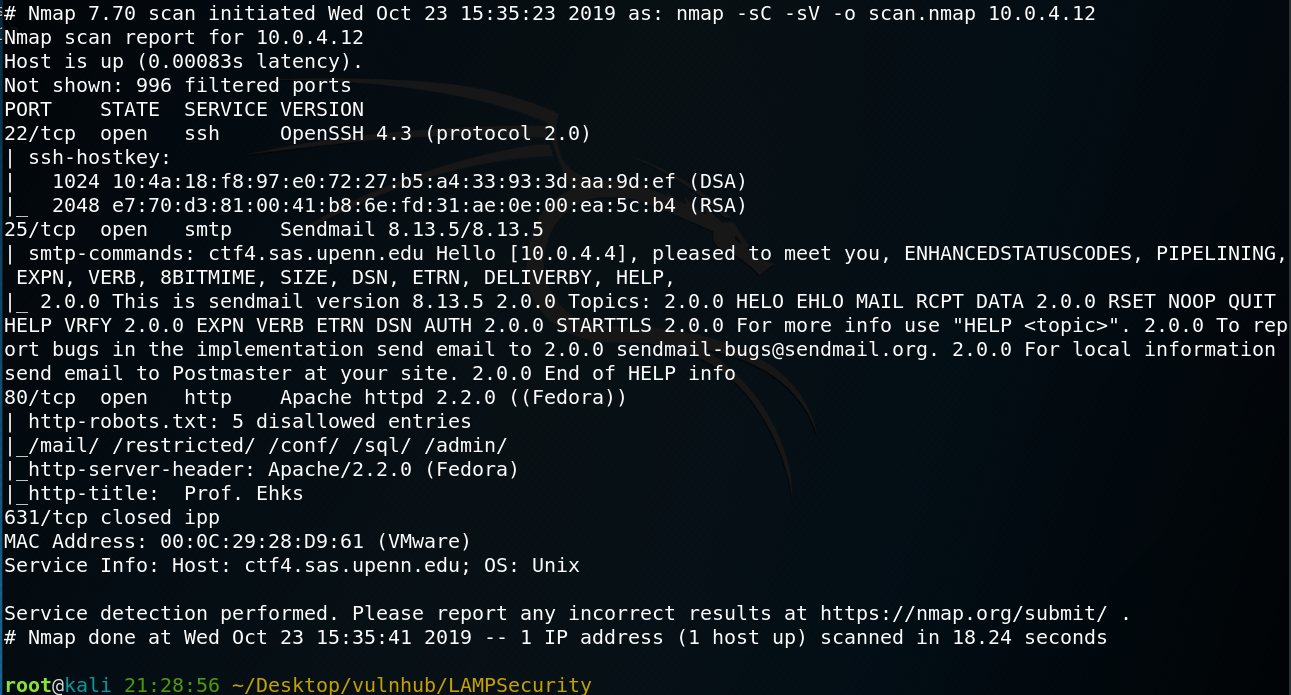 # Nmap 7.70 scan initiated Wed Oct 23 15:35:23 2019 as: nmap -sC -sV -o scan.nmap 10.0.4.12
Nmap scan report for 10.0.4.12
Host is up (0.00083s latency).
Not shown: 996 filtered ports
PORT    STATE  SERVICE VERSION
22/tcp  open   ssh     OpenSSH 4.3 (protocol 2.0)
| ssh-hostkey:
|   1024 10:4a:18:f8:97:e0:72:27:b5:a4:33:93:3d:aa:9d:ef (DSA)
|_  2048 e7:70:d3:81:00:41:b8:6e:fd:31:ae:0e:00:ea:5c:b4 (RSA)
25/tcp  open   smtp    Sendmail 8.13.5/8.13.5
| smtp-commands: ctf4.sas.upenn.edu Hello [10.0.4.4], pleased to meet you, ENHANCEDSTATUSCODES, PIPELINING,
 EXPN, VERB, 8BITMIME, SIZE, DSN, ETRN, DELIVERBY, HELP,
|_ 2.0.0 This is sendmail version 8.13.5 2.0.0 Topics: 2.0.0 HELO EHLO MAIL RCPT DATA 2.0.0 RSET NOOP QUIT
HELP VRFY 2.0.0 EXPN VERB ETRN DSN AUTH 2.0.0 STARTTLS 2.0.0 For more info use "HELP <topic>". 2.0.0 To rep
ort bugs in the implementation send email to 2.0.0 sendmail-bugs@sendmail.org. 2.0.0 For local information
send email to Postmaster at your site. 2.0.0 End of HELP info
80/tcp  open   http    Apache httpd 2.2.0 ((Fedora))
| http-robots.txt: 5 disallowed entries
|_/mail/ /restricted/ /conf/ /sql/ /admin/
|_http-server-header: Apache/2.2.0 (Fedora)
|_http-title:  Prof. Ehks
631/tcp closed ipp
MAC Address: 00:0C:29:28:D9:61 (VMware)
Service Info: Host: ctf4.sas.upenn.edu; OS: Unix

Service detection performed. Please report any incorrect results at https://nmap.org/submit/ .
# Nmap done at Wed Oct 23 15:35:41 2019 -- 1 IP address (1 host up) scanned in 18.24 seconds

root@kali 21:28:56 ~/Desktop/vulnhub/LAMPSecurity